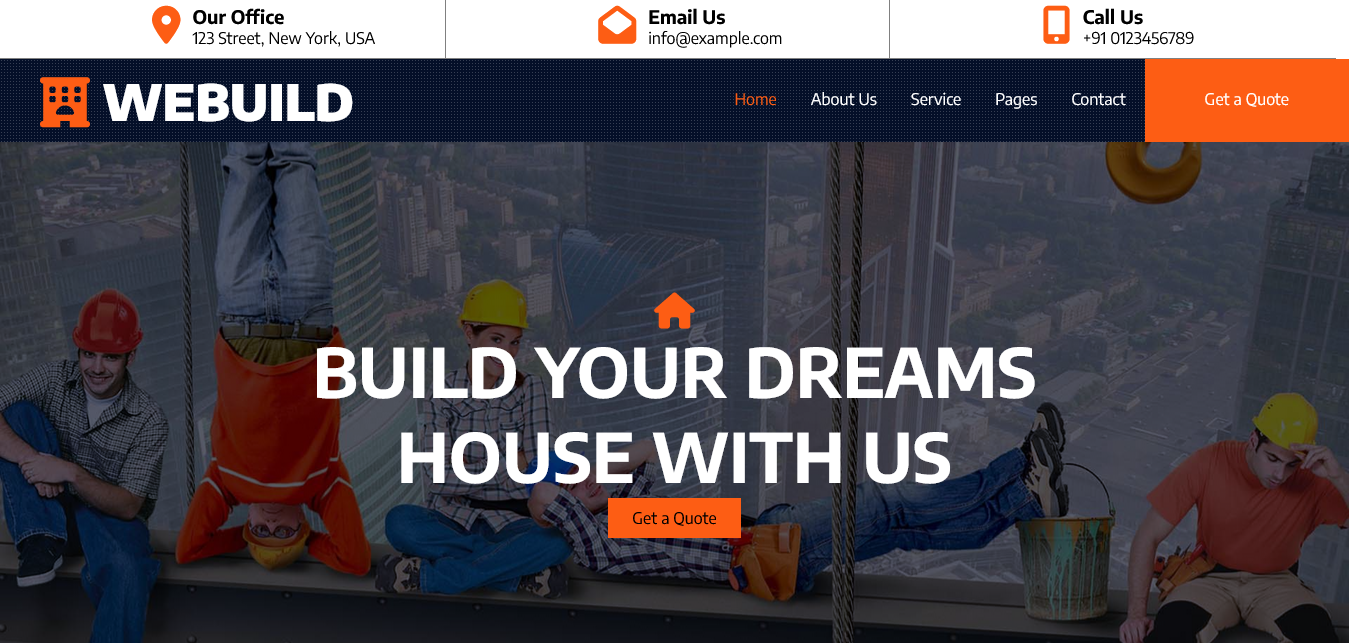 Our Office
123 Street, New York, USA
Email Us
info@example.com
Call Us
+91 0123456789
WEBUILD
Home
About Us
Service
Pages
Contact
Get a Quote
BUILD YOUR DREAMS
HOUSE WITH US
Get a Quote